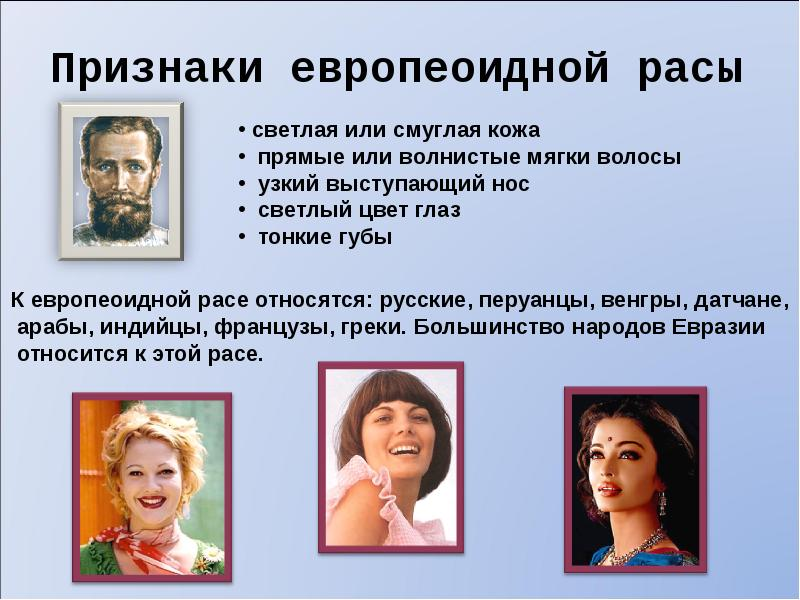 Признаки европеоидной расы
• светлая или смуглая кожа
• прямые или волнистые мягки волосы
• узкий выступающий нос
• светлый цвет глаз
• тонкие губы
К европеоидной расе относятся: русские, перуанцы, венгры, датчане,
арабы, индийцы, французы, греки. Большинство народов Евразии
относится к этой расе.